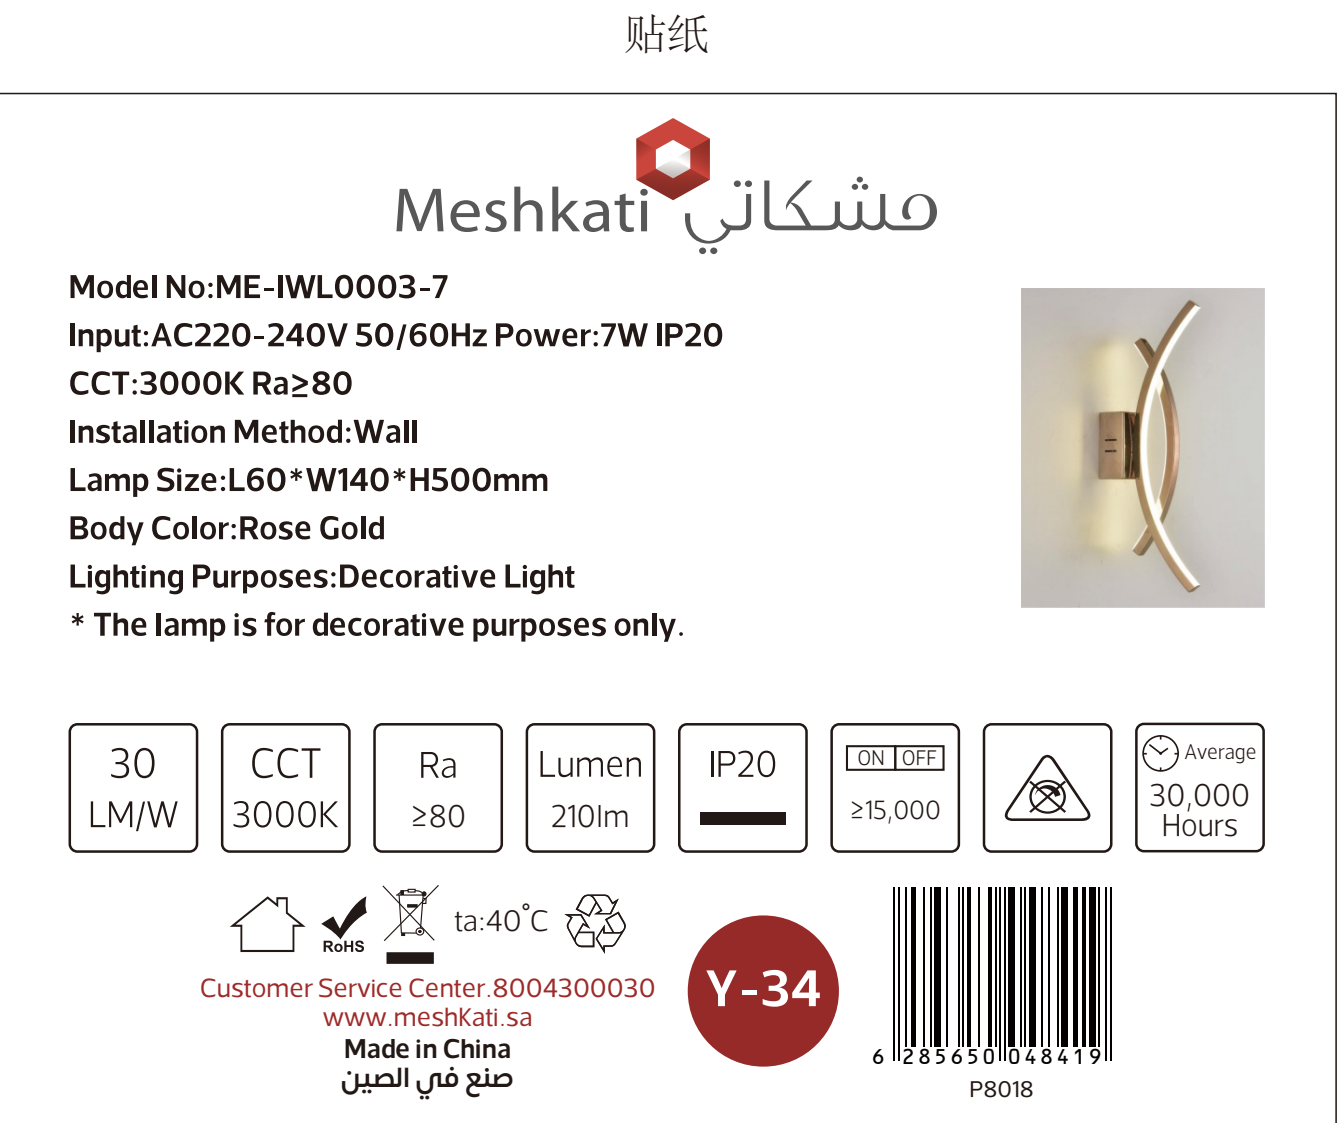 贴纸
Meshkati مشكاتي
Model No:ME-IWL0003-7
Input:AC220-240V 50/60Hz Power:7W IP20
CCT:3000K Ra≥80
Installation Method:Wall
Lamp Size:L60*W140*H500mm
Body Color:Rose Gold
Lighting Purposes:Decorative Light
* The lamp is for decorative purposes only.
30
LM/W
CCT
3000K
Ra
≥80
Lumen
210lm
IP20
ON OFF
≥15,000
Average
30,000
Hours
RoHS
ta:40°C
Customer Service Center.8004300030
www.meshKati.sa
Made in China
صنع في الصين
Y-34
6 285650 048419
P8018